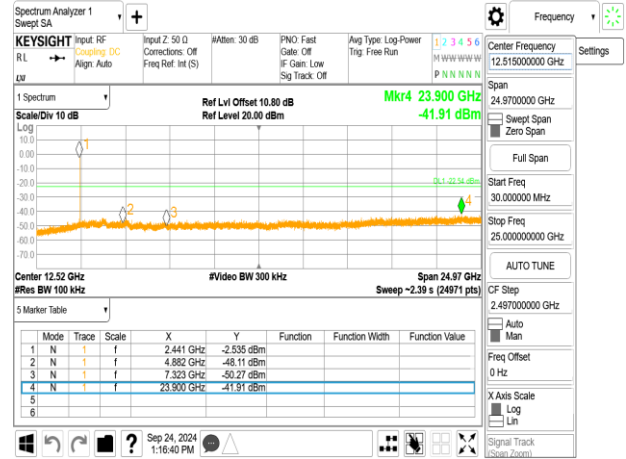 Spectrum Analyzer 1
Swept SA
KEYSIGHT
RL
Input: RF
Coupling: DC
Align: Auto
Input Z: 50 Ω
Corrections: Off
Freq Ref: Int (S)
#Atten: 30 dB
PNO: Fast
Gate: Off
IF Gain: Low
Sig Track: Off
Avg Type: Log-Power
Trig: Free Run
1 2 3 4 5 6
M W W W W W
P N N N N N
1 Spectrum
Scale/Div 10 dB
Ref Lvl Offset 10.80 dB
Ref Level 20.00 dBm
Mkr4 23.900 GHz
-41.91 dBm
Log
10.0
0.00
-10.0
-20.0
-30.0
-40.0
-50.0
-60.0
-70.0
1
2
3
4
DL1 -22.54 dBm
Center 12.52 GHz
#Res BW 100 kHz
#Video BW 300 kHz
Span 24.97 GHz
Sweep ~2.39 s (24971 pts)
5 Marker Table
Mode Trace Scale X Y Function Function Width Function Value
1 N 1 f 2.441 GHz -2.535 dBm
2 N 1 f 4.882 GHz -48.11 dBm
3 N 1 f 7.323 GHz -50.27 dBm
4 N 1 f 23.900 GHz -41.91 dBm
5
6
Sep 24, 2024
1:16:40 PM
?
Frequency
Settings
Center Frequency
12.515000000 GHz
Span
24.9700000 GHz
Swept Span
Zero Span
Full Span
Start Freq
30.000000 MHz
Stop Freq
25.000000000 GHz
AUTO TUNE
CF Step
2.497000000 GHz
Auto
Man
Freq Offset
0 Hz
X Axis Scale
Log
Lin
Signal Track
(Span Zoom)